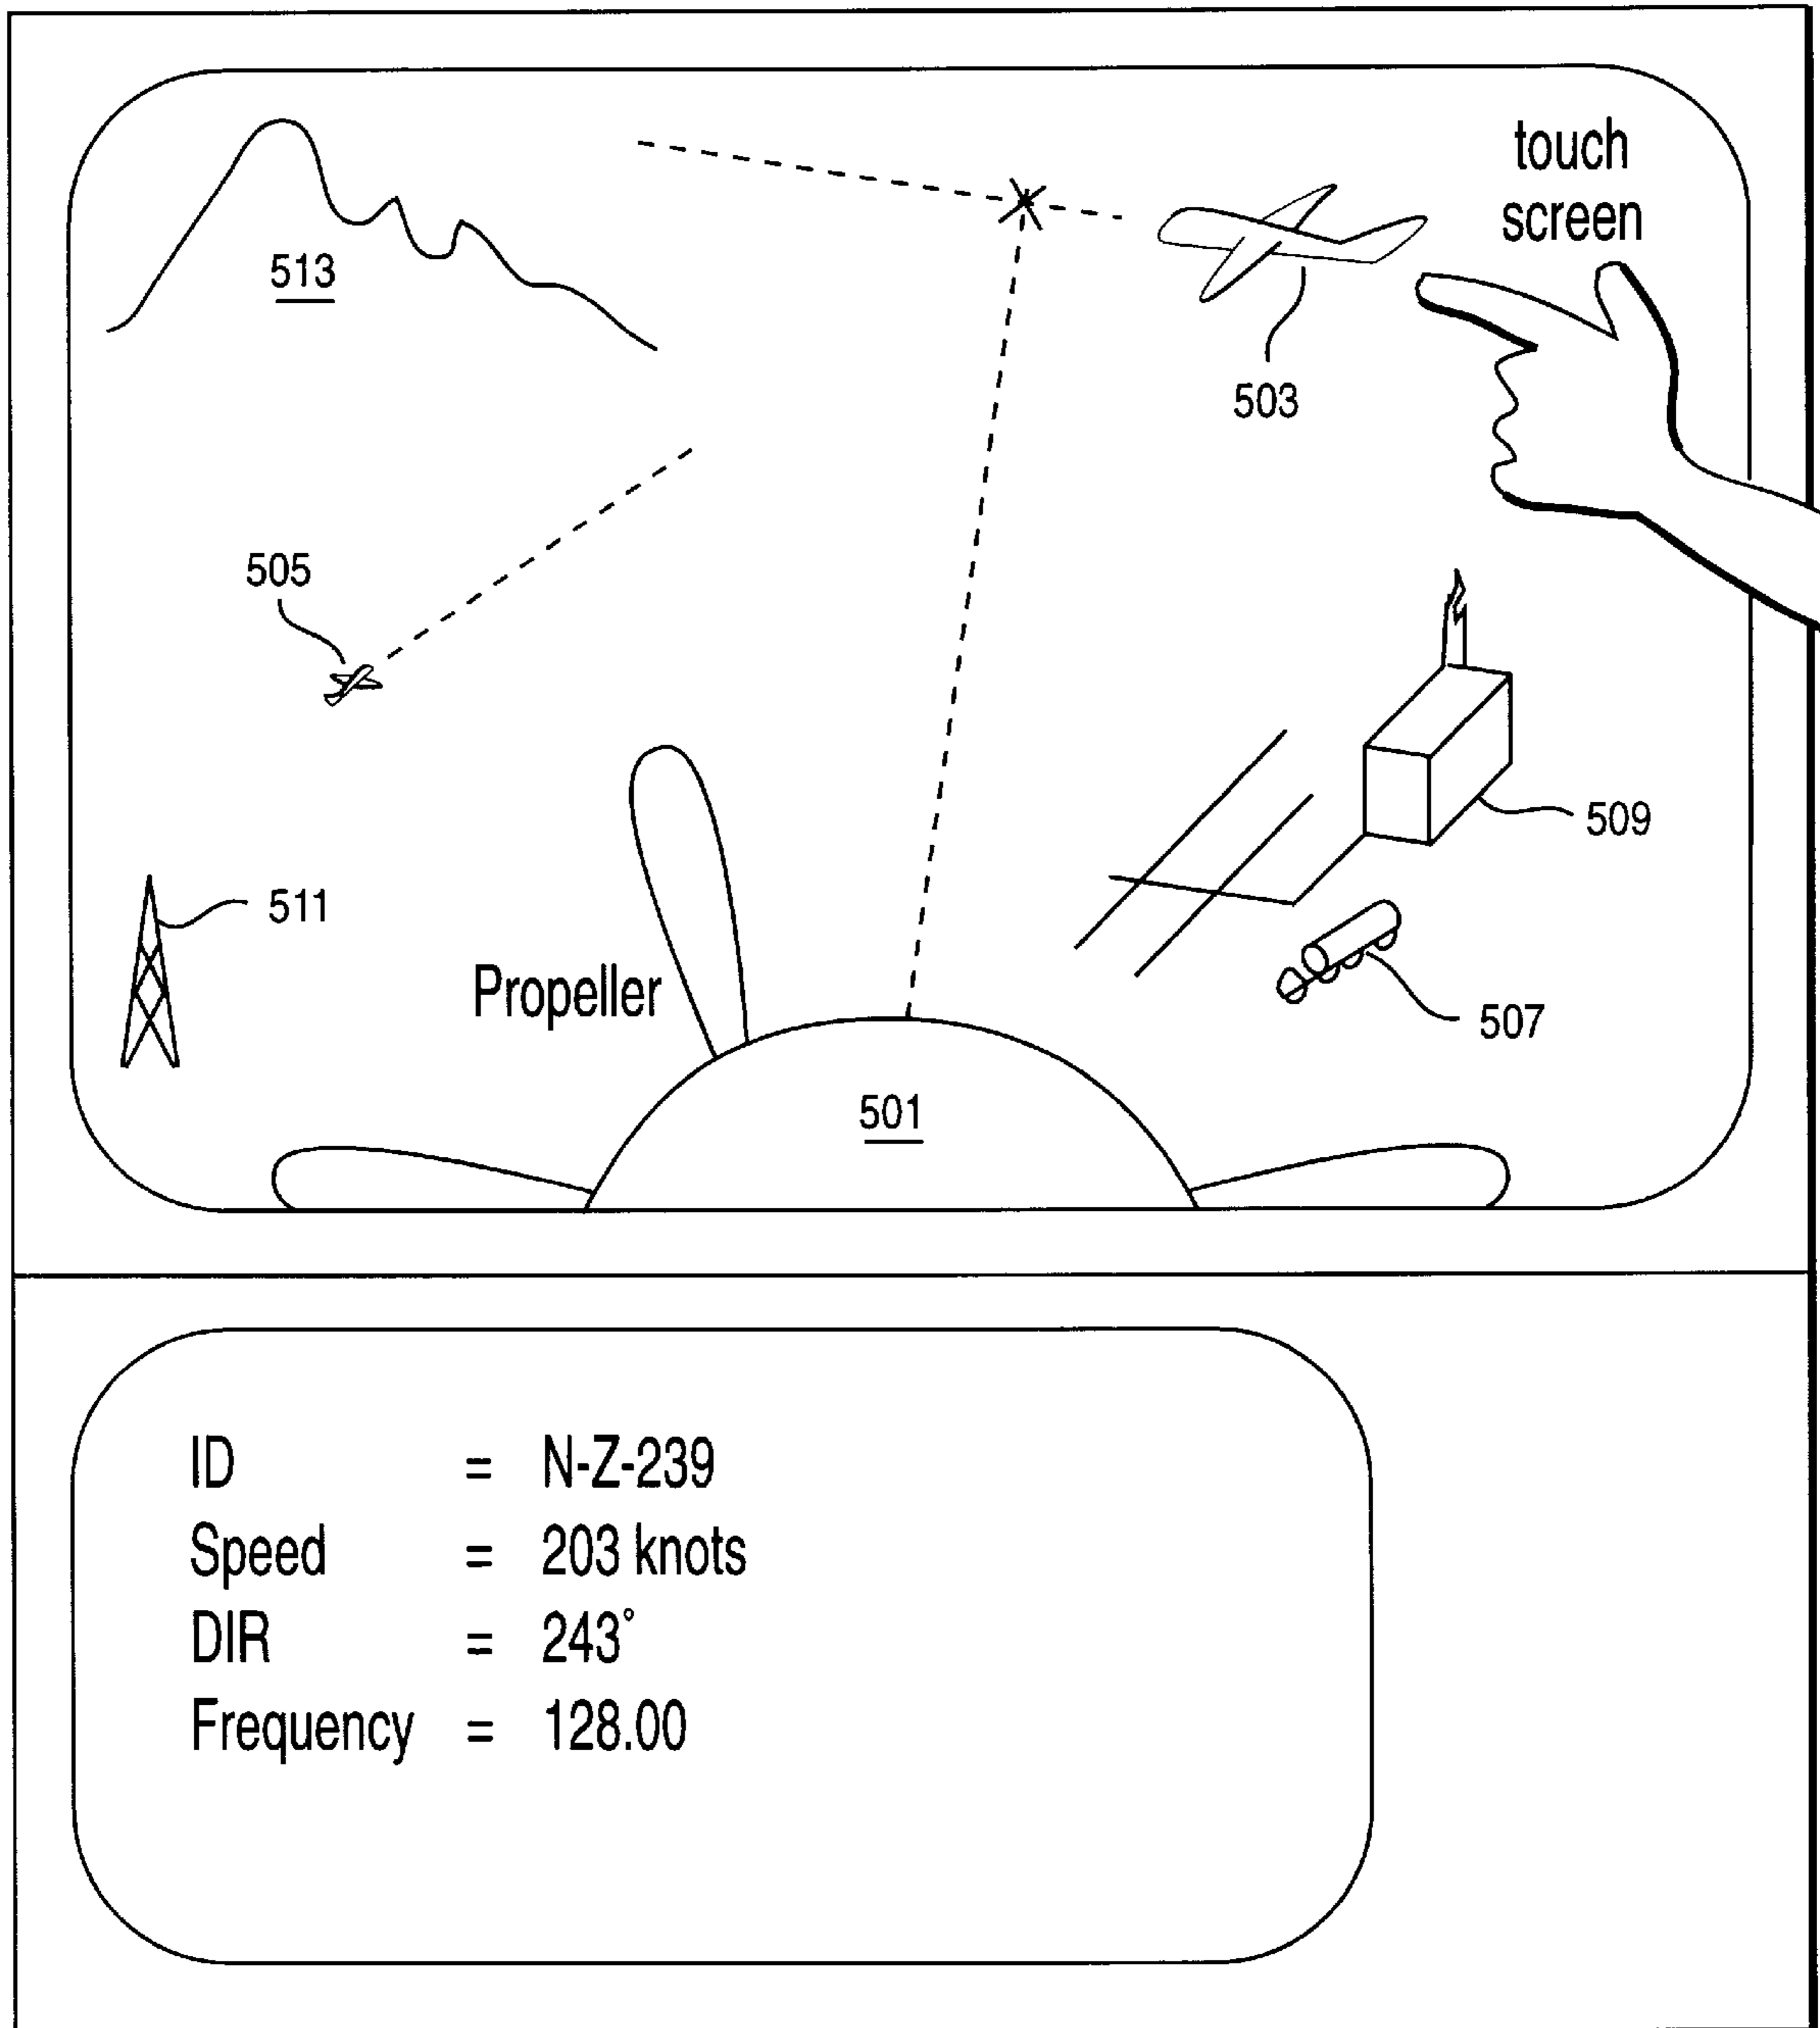 touch
screen
513
503
505
509
511
Propeller
507
501
ID = N-Z-239
Speed = 203 knots
DIR = 243°
Frequency = 128.00